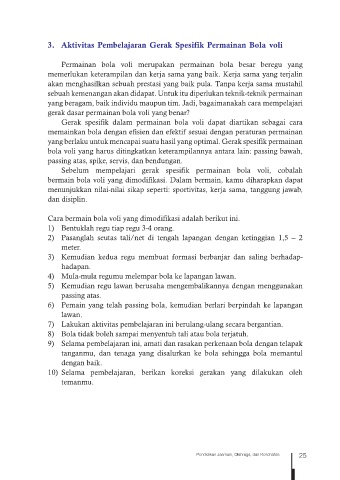 3. Aktivitas Pembelajaran Gerak Spesifik Permainan Bola voli
Permainan bola voli merupakan permainan bola besar beregu yang
memerlukan keterampilan dan kerja sama yang baik. Kerja sama yang terjalin
akan menghasilkan sebuah prestasi yang baik pula. Tanpa kerja sama mustahil
sebuah kemenangan akan didapat. Untuk itu diperlukan teknik-teknik permainan
yang beragam, baik individu maupun tim. Jadi, bagaimanakah cara mempelajari
gerak dasar permainan bola voli yang benar?
Gerak spesifik dalam permainan bola voli dapat diartikan sebagai cara
memainkan bola dengan efisien dan efektif sesuai dengan peraturan permainan
yang berlaku untuk mencapai suatu hasil yang optimal. Gerak spesifik permainan
bola voli yang harus ditingkatkan keterampilannya antara lain: passing bawah,
passing atas, spike, servis, dan bendungan.
Sebelum mempelajari gerak spesifik permainan bola voli, cobalah
bermain bola voli yang dimodifikasi. Dalam bermain, kamu diharapkan dapat
menunjukkan nilai-nilai sikap seperti: sportivitas, kerja sama, tanggung jawab,
dan disiplin.
Cara bermain bola voli yang dimodifikasi adalah berikut ini.
1) Bentuklah regu tiap regu 3-4 orang.
2) Pasanglah seutas tali/net di tengah lapangan dengan ketinggian 1,5 – 2
meter.
3) Kemudian kedua regu membuat formasi berbanjar dan saling berhadap-
hadapan.
4) Mula-mula regumu melempar bola ke lapangan lawan.
5) Kemudian regu lawan berusaha mengembalikannya dengan menggunakan
passing atas.
6) Pemain yang telah passing bola, kemudian berlari berpindah ke lapangan
lawan.
7) Lakukan aktivitas pembelajaran ini berulang-ulang secara bergantian.
8) Bola tidak boleh sampai menyentuh tali atau bola terjatuh.
9) Selama pembelajaran ini, amati dan rasakan perkenaan bola dengan telapak
tanganmu, dan tenaga yang disalurkan ke bola sehingga bola memantul
dengan baik.
10) Selama pembelajaran, berikan koreksi gerakan yang dilakukan oleh
temanmu.
Pendidikan Jasmani, Olahraga, dan Kesehatan 25